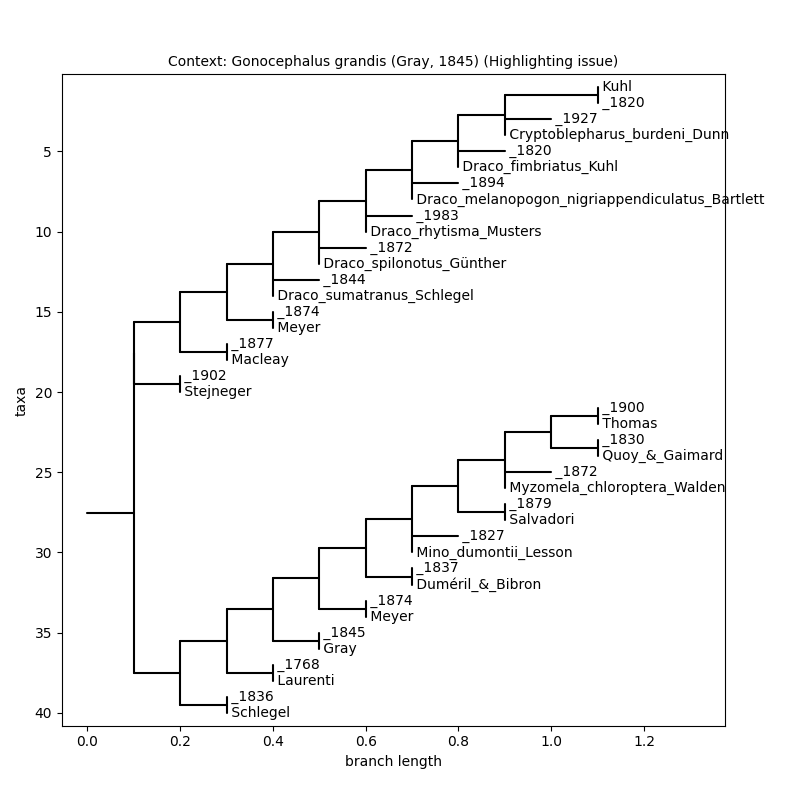 Context: Gonocephalus grandis (Gray, 1845) (Highlighting issue)
Kuhl
_1820
_1927
Cryptoblepharus_burdeni_Dunn
_1820
Draco_fimbriatus_Kuhl
_1894
Draco_melanopogon_nigriappendiculatus_Bartlett
_1983
Draco_rhytisma_Musters
_1872
Draco_spilonotus_Günther
_1844
Draco_sumatranus_Schlegel
_1874
Meyer
_1877
Macleay
_1902
Stejneger
_1900
Thomas
_1830
Quoy_&_Gaimard
_1872
Myzomela_chloroptera_Walden
_1879
Salvadori
_1827
Mino_dumontii_Lesson
_1837
Duméril_&_Bibron
_1874
Meyer
_1845
Gray
_1768
Laurenti
_1836
Schlegel
5
10
15
20
25
30
35
40
taxa
0.0 0.2 0.4 0.6 0.8 1.0 1.2
branch length